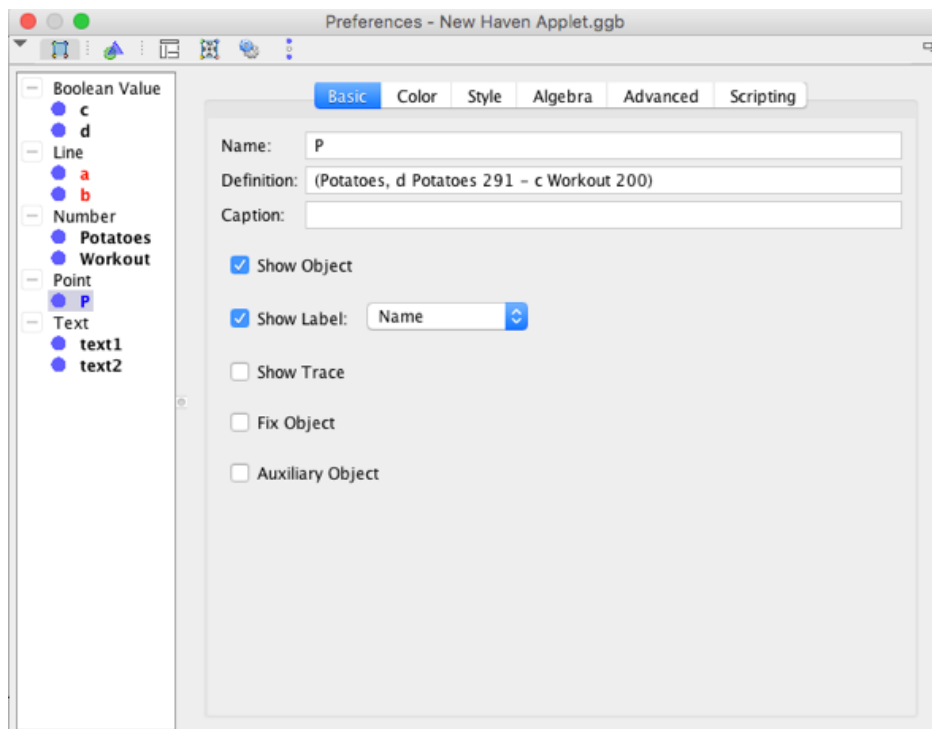 Preferences - New Haven Applet.ggb
Boolean Value
c
d
Line
a
b
Number
Potatoes
Workout
Point
P
Text
text1
text2
Basic Color Style Algebra Advanced Scripting
Name: P
Definition: (Potatoes, d Potatoes 291 – c Workout 200)
Caption:
Show Object
Show Label: Name
Show Trace
Fix Object
Auxiliary Object